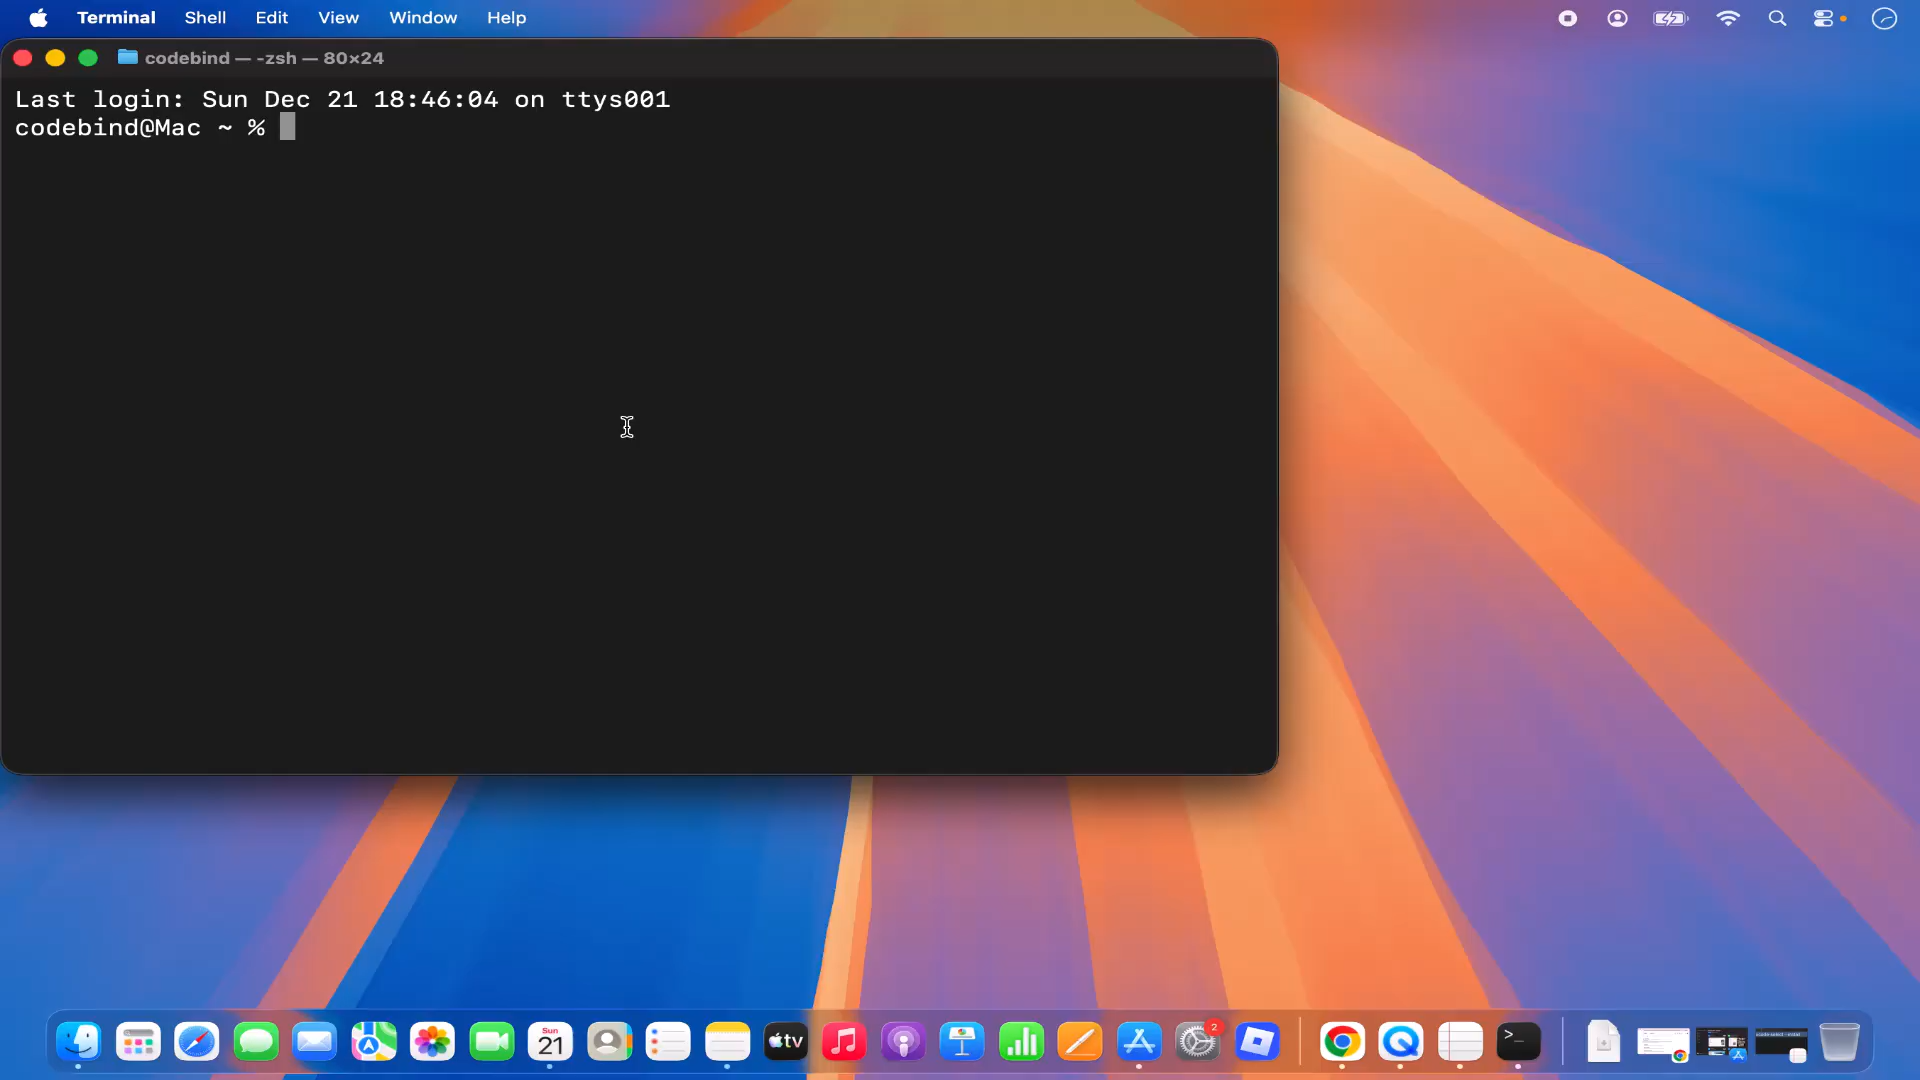 Terminal Shell Edit View Window Help
codebind — -zsh — 80×24
Last login: Sun Dec 21 18:46:04 on ttys001
codebind@Mac ~ %
tv
Sun
21
2
>_